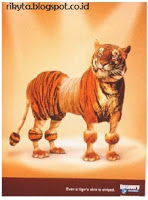 rikyta.blogspot.co.id
Even a tiger's skin is striped.
Discovery